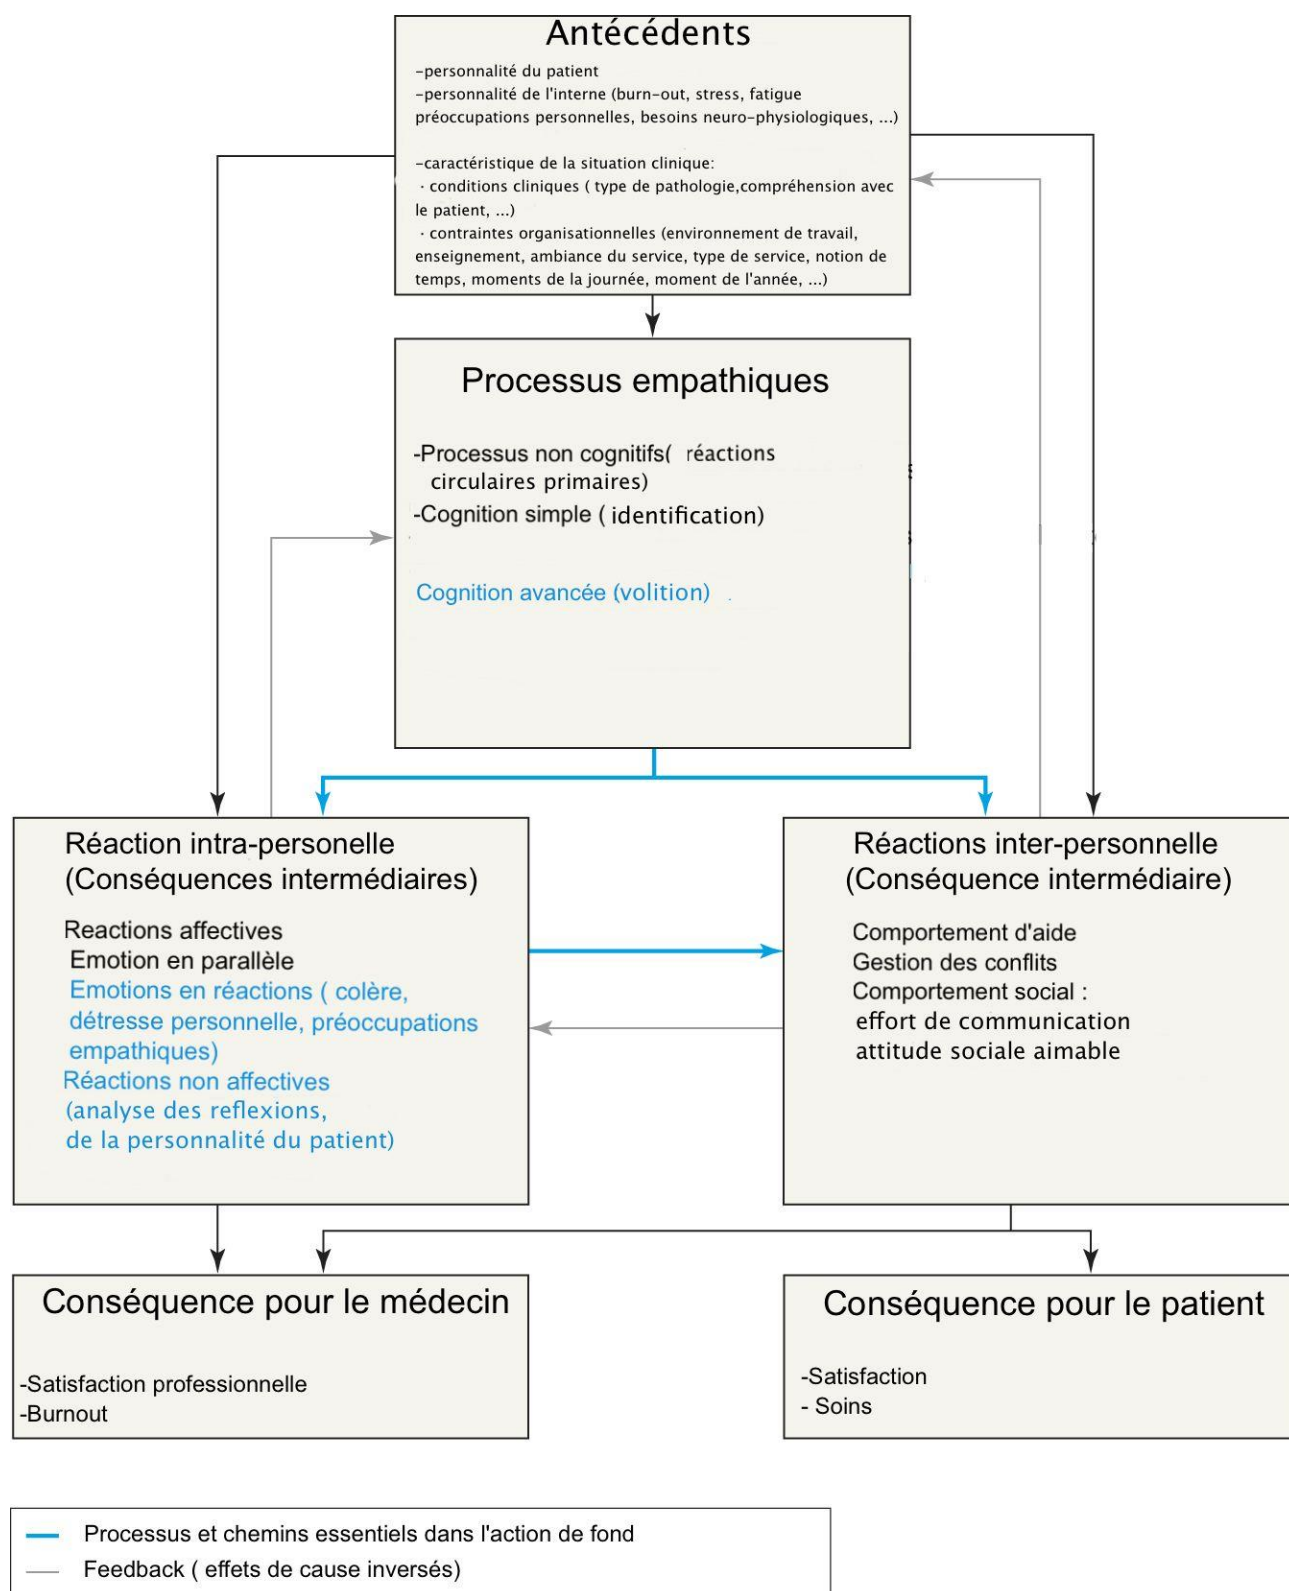 Antécédents
-personnalité du patient
-personnalité de l'interne (burn-out, stress, fatigue
préoccupations personnelles, besoins neuro-physiologiques, ...)
-caractéristique de la situation clinique:
· conditions cliniques ( type de pathologie,compréhension avec
le patient, ...)
· contraintes organisationnelles (environnement de travail,
enseignement, ambiance du service, type de service, notion de
temps, moments de la journée, moment de l'année, ...)
Processus empathiques
-Processus non cognitifs( réactions
circulaires primaires)
-Cognition simple ( identification)
Cognition avancée (volition)
Réaction intra-personelle
(Conséquences intermédiaires)
Reactions affectives
Emotion en parallèle
Emotions en réactions ( colère,
détresse personnelle, préoccupations
empathiques)
Réactions non affectives
(analyse des reflexions,
de la personnalité du patient)
Réactions inter-personnelle
(Conséquence intermédiaire)
Comportement d'aide
Gestion des conflits
Comportement social :
effort de communication
attitude sociale aimable
Conséquence pour le médecin
-Satisfaction professionnelle
-Burnout
Conséquence pour le patient
-Satisfaction
- Soins
Processus et chemins essentiels dans l'action de fond
Feedback ( effets de cause inversés)